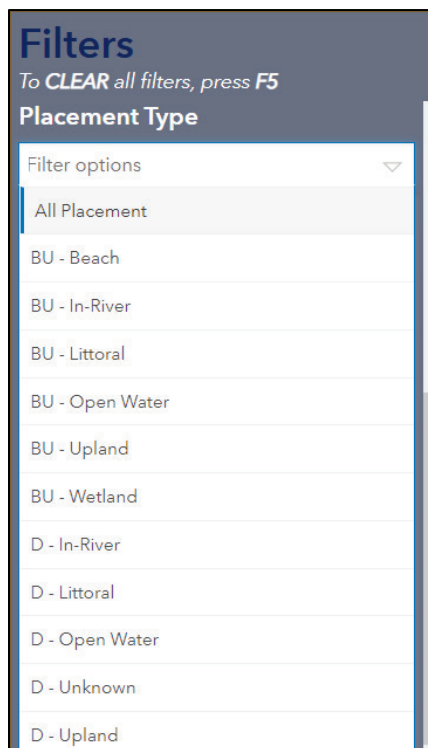 Filters
To CLEAR all filters, press F5
Placement Type
Filter options
All Placement
BU - Beach
BU - In-River
BU - Littoral
BU - Open Water
BU - Upland
BU - Wetland
D - In-River
D - Littoral
D - Open Water
D - Unknown
D - Upland